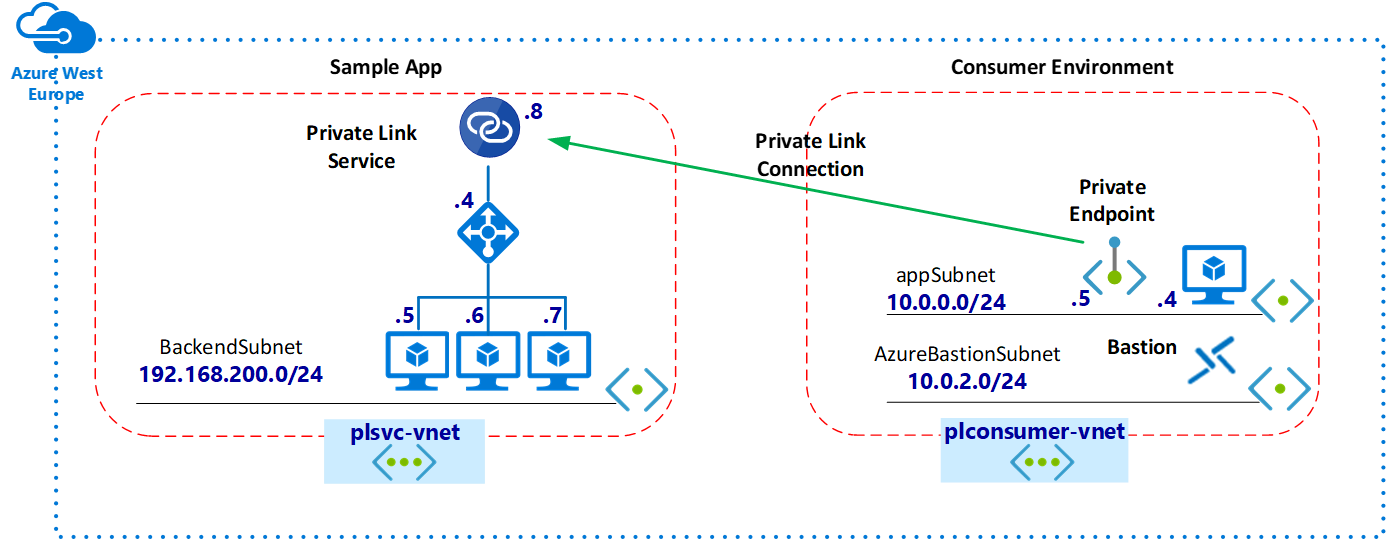 Azure West
Europe
Sample App
Consumer Environment
.8
Private Link
Service
Private Link
Connection
.4
Private
Endpoint
appSubnet
10.0.0.0/24
.5
.4
.5
.6
.7
BackendSubnet
192.168.200.0/24
AzureBastionSubnet
10.0.2.0/24
Bastion
plsvc-vnet
plconsumer-vnet